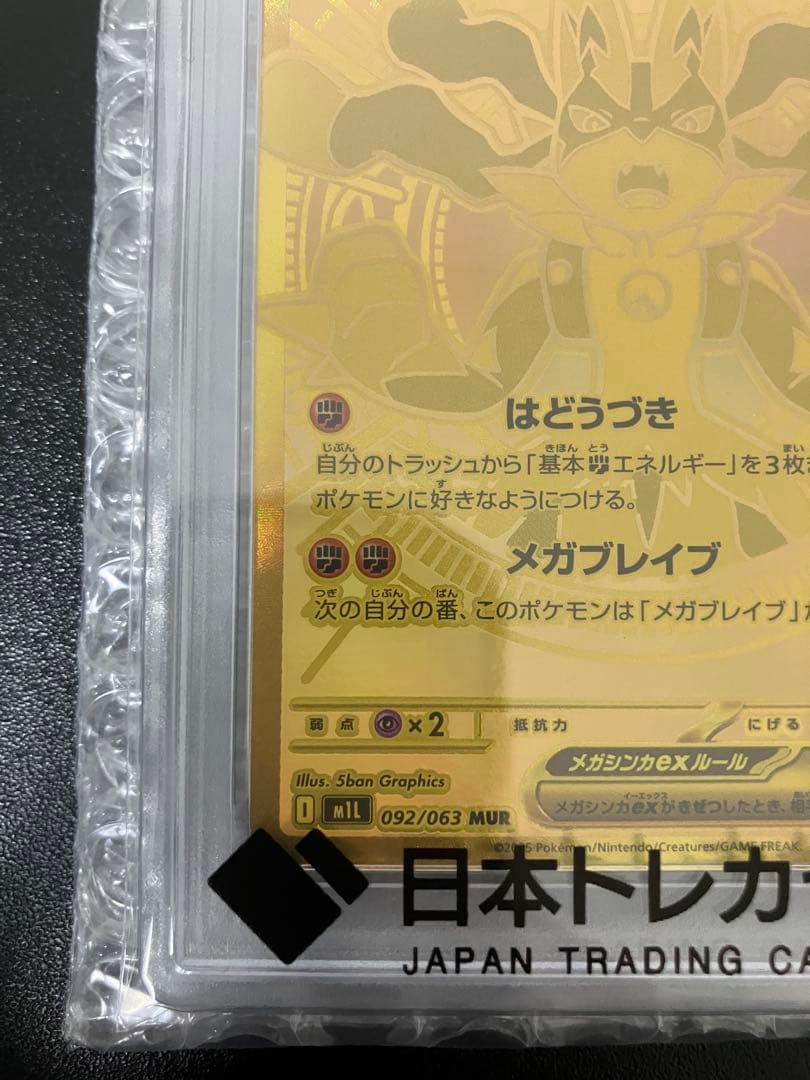 はどうづき
自分のトラッシュから「基本エネルギー」を3枚
ポケモンに好きなようにつける。
メガブレイブ
次の自分の番、このポケモンは「メガブレイブ」が
弱点 ×2 抵抗力 にげる
メガシンカexルール
Illus. 5ban Graphics
メガシンカexがきぜつしたとき、相
D M1L 092/063 MUR
©2025 Pokémon/Nintendo/Creatures/GAME FREAK.
日本トレカ
JAPAN TRADING CA